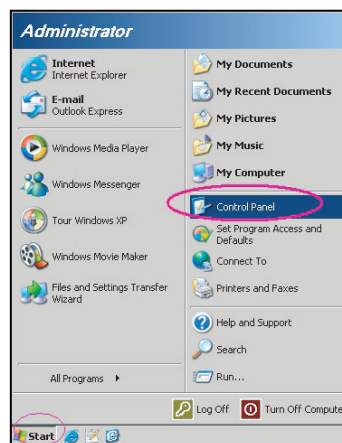 Administrator
Internet
Internet Explorer
E-mail
Outlook Express
Windows Media Player
Windows Messenger
Tour Windows XP
Windows Movie Maker
Files and Settings Transfer
Wizard
All Programs
My Documents
My Recent Documents
My Pictures
My Music
My Computer
Control Panel
Set Program Access and
Defaults
Connect To
Printers and Faxes
Help and Support
Search
Run...
Log Off
Turn Off Compute
Start